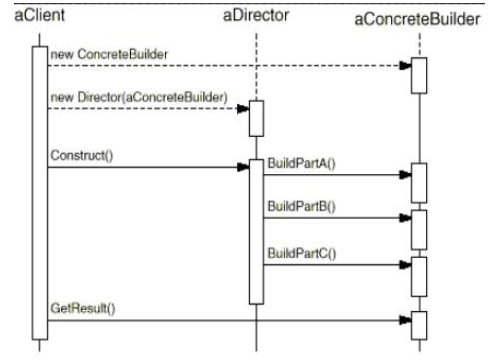 aClient
aDirector
aConcreteBuilder
new ConcreteBuilder
new Director(aConcreteBuilder)
Construct()
BuildPartA()
BuildPartB()
BuildPartC()
GetResult()